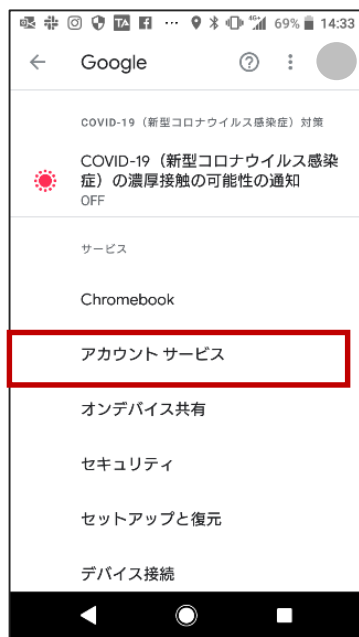 69% 14:33
Google
COVID-19（新型コロナウイルス感染症）対策
COVID-19（新型コロナウイルス感染
症）の濃厚接触の可能性の通知
OFF
サービス
Chromebook
アカウント サービス
オンデバイス共有
セキュリティ
セットアップと復元
デバイス接続